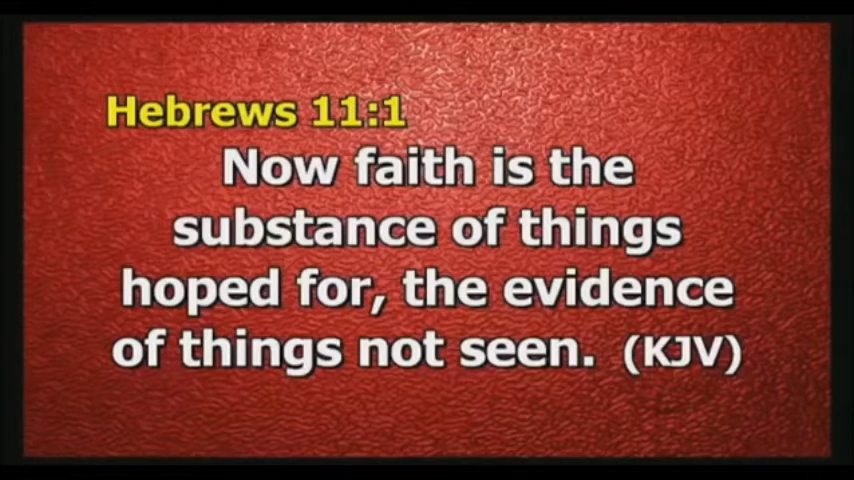 Hebrews 11:1
Now faith is the
substance of things
hoped for, the evidence
of things not seen. (KJV)